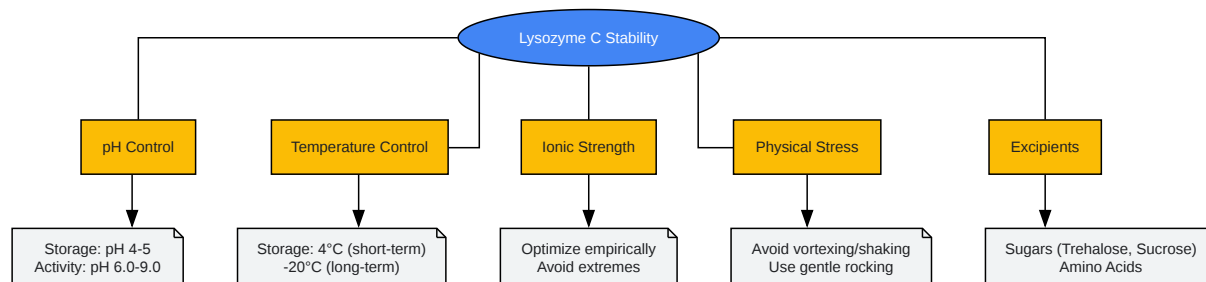 Lysozyme C Stability
pH Control
Temperature Control
Ionic Strength
Physical Stress
Excipients
Storage: pH 4-5
Activity: pH 6.0-9.0
Storage: 4°C (short-term)
-20°C (long-term)
Optimize empirically
Avoid extremes
Avoid vortexing/shaking
Use gentle rocking
Sugars (Trehalose, Sucrose)
Amino Acids